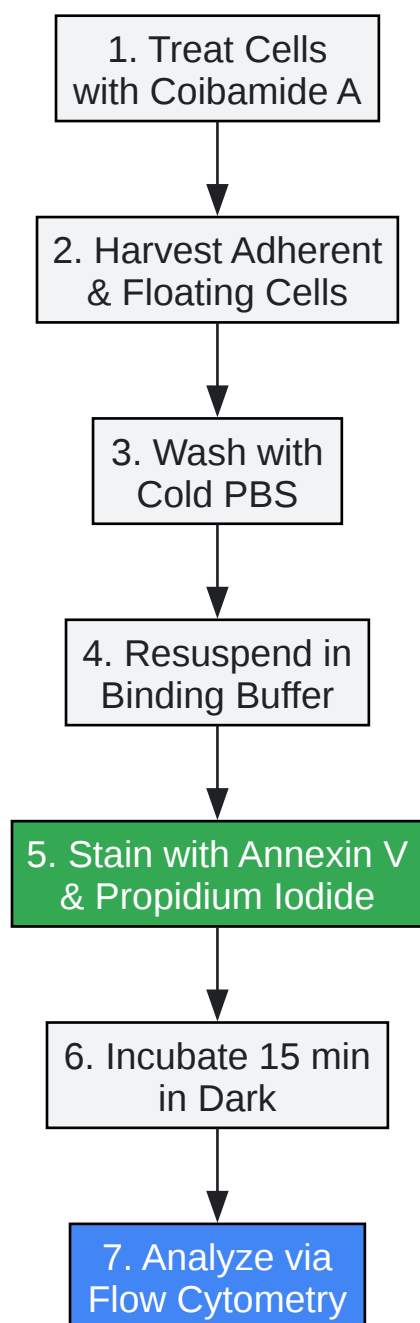 1. Treat Cells
with Coibamide A
2. Harvest Adherent
& Floating Cells
3. Wash with
Cold PBS
4. Resuspend in
Binding Buffer
5. Stain with Annexin V
& Propidium Iodide
6. Incubate 15 min
in Dark
7. Analyze via
Flow Cytometry